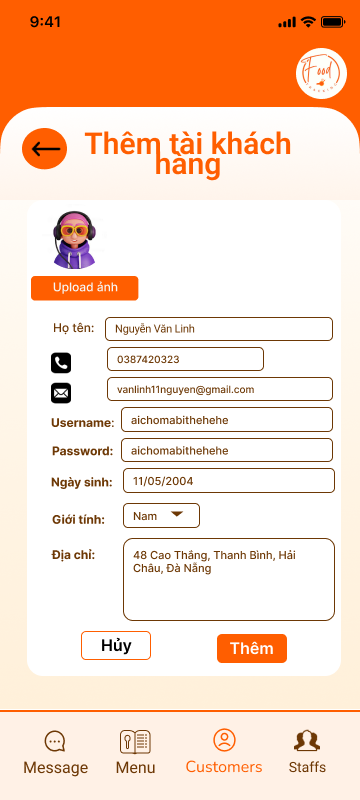 9:41
Food
Thêm tài khách
hàng
Upload ảnh
Họ tên: Nguyễn Văn Linh
0387420323
vanlinh11nguyen@gmail.com
Username: aichomabithehehe
Password: aichomabithehehe
Ngày sinh: 11/05/2004
Giới tính: Nam
Địa chỉ: 48 Cao Thắng, Thanh Bình, Hải
Châu, Đà Nẵng
Hủy Thêm
Message Menu Customers Staffs